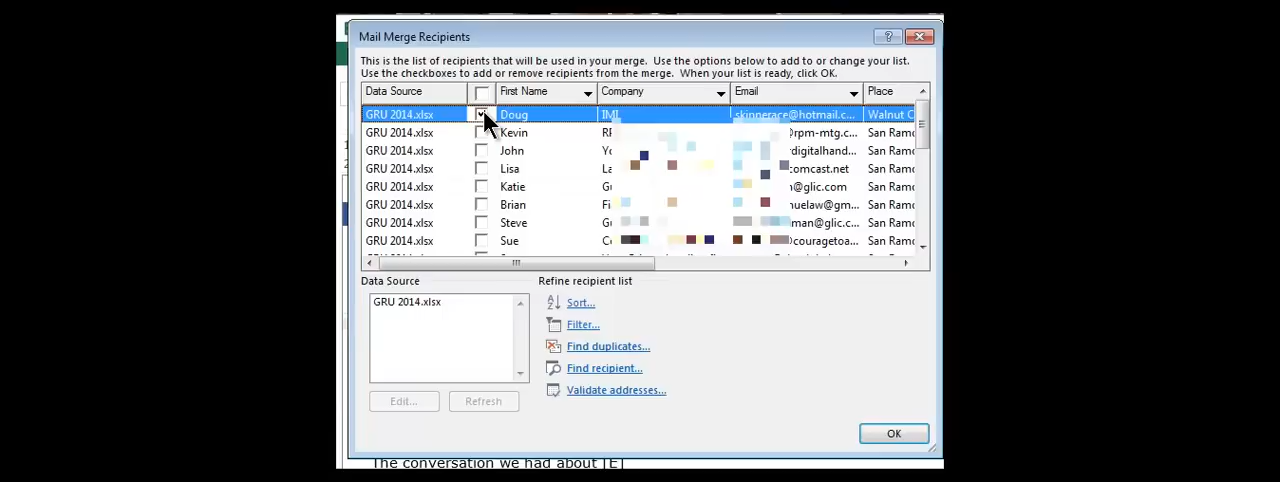 Mail Merge Recipients
This is the list of recipients that will be used in your merge. Use the options below to add to or change your list.
Use the checkboxes to add or remove recipients from the merge. When your list is ready, click OK.
Data Source First Name Company Email Place
GRU 2014.xlsx Doug IMI skinnerace@hotmail.c... Walnut C
GRU 2014.xlsx Kevin @rpm-mtg.c... San Ramo
GRU 2014.xlsx John digitalhand... San Ramo
GRU 2014.xlsx Lisa comcast.net San Ramo
GRU 2014.xlsx Katie @glic.com San Ramo
GRU 2014.xlsx Brian uelaw@gm... San Ramo
GRU 2014.xlsx Steve man@glic.c... San Ramo
GRU 2014.xlsx Sue @couragetoa... San Ramo
Data Source
GRU 2014.xlsx
Edit...
Refresh
Refine recipient list
Sort...
Filter...
Find duplicates...
Find recipient...
Validate addresses...
OK
The conversation we had about [E]